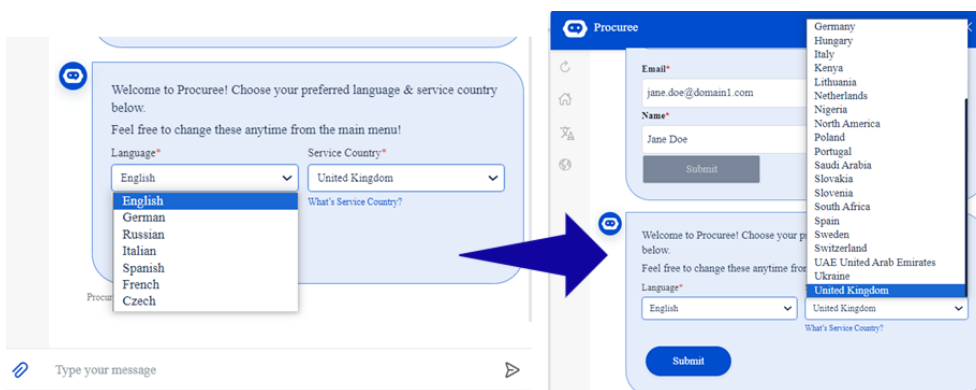 Welcome to Procuree! Choose your preferred language & service country
below.
Feel free to change these anytime from the main menu!
Language*
Service Country*
English
United Kingdom
What's Service Country?
English
German
Russian
Italian
Spanish
French
Czech
Procur
Type your message
Procuree
Email*
jane.doe@domain1.com
Name*
Jane Doe
Submit
Germany
Hungary
Italy
Kenya
Lithuania
Netherlands
Nigeria
North America
Poland
Portugal
Saudi Arabia
Slovakia
Slovenia
South Africa
Spain
Sweden
Switzerland
UAE United Arab Emirates
Ukraine
United Kingdom
Welcome to Procuree! Choose your p
below.
Feel free to change these anytime fror
Language*
English
United Kingdom
What's Service Country?
Submit